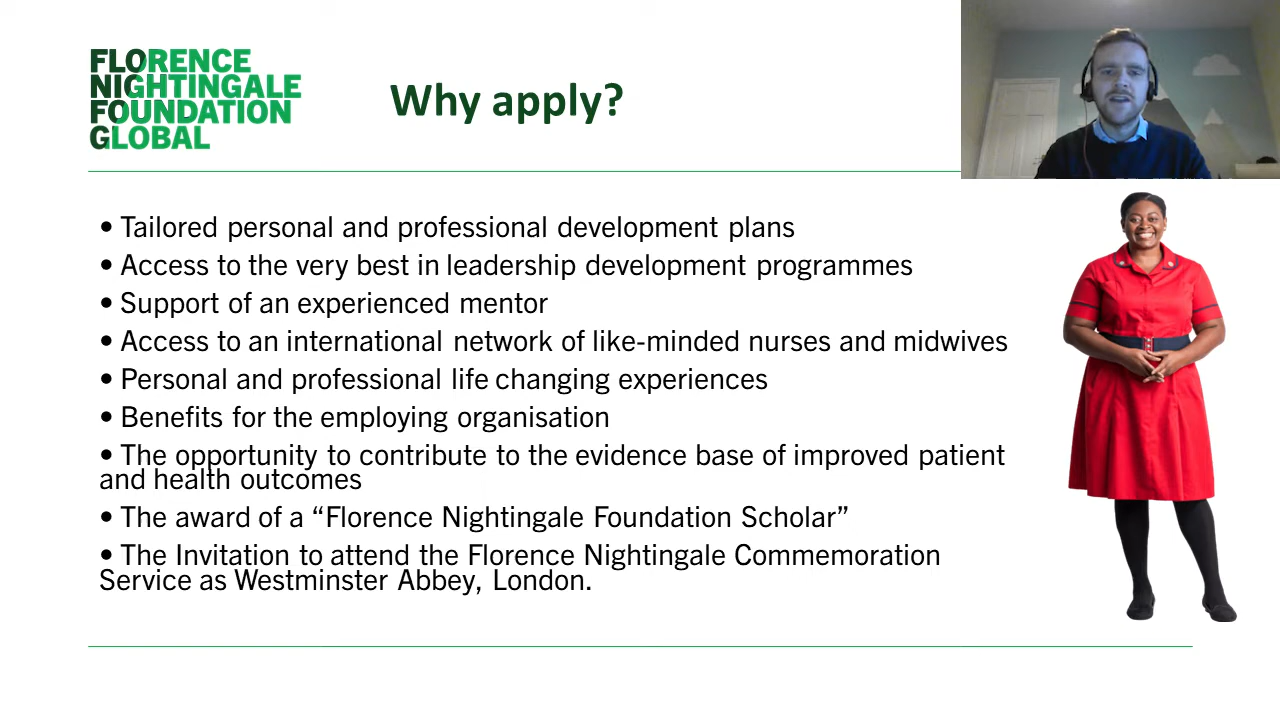 FLORENCE
NIGHTINGALE
FOUNDATION
GLOBAL
Why apply?
• Tailored personal and professional development plans
• Access to the very best in leadership development programmes
• Support of an experienced mentor
• Access to an international network of like-minded nurses and midwives
• Personal and professional life changing experiences
• Benefits for the employing organisation
• The opportunity to contribute to the evidence base of improved patient
and health outcomes
• The award of a “Florence Nightingale Foundation Scholar”
• The Invitation to attend the Florence Nightingale Commemoration
Service as Westminster Abbey, London.